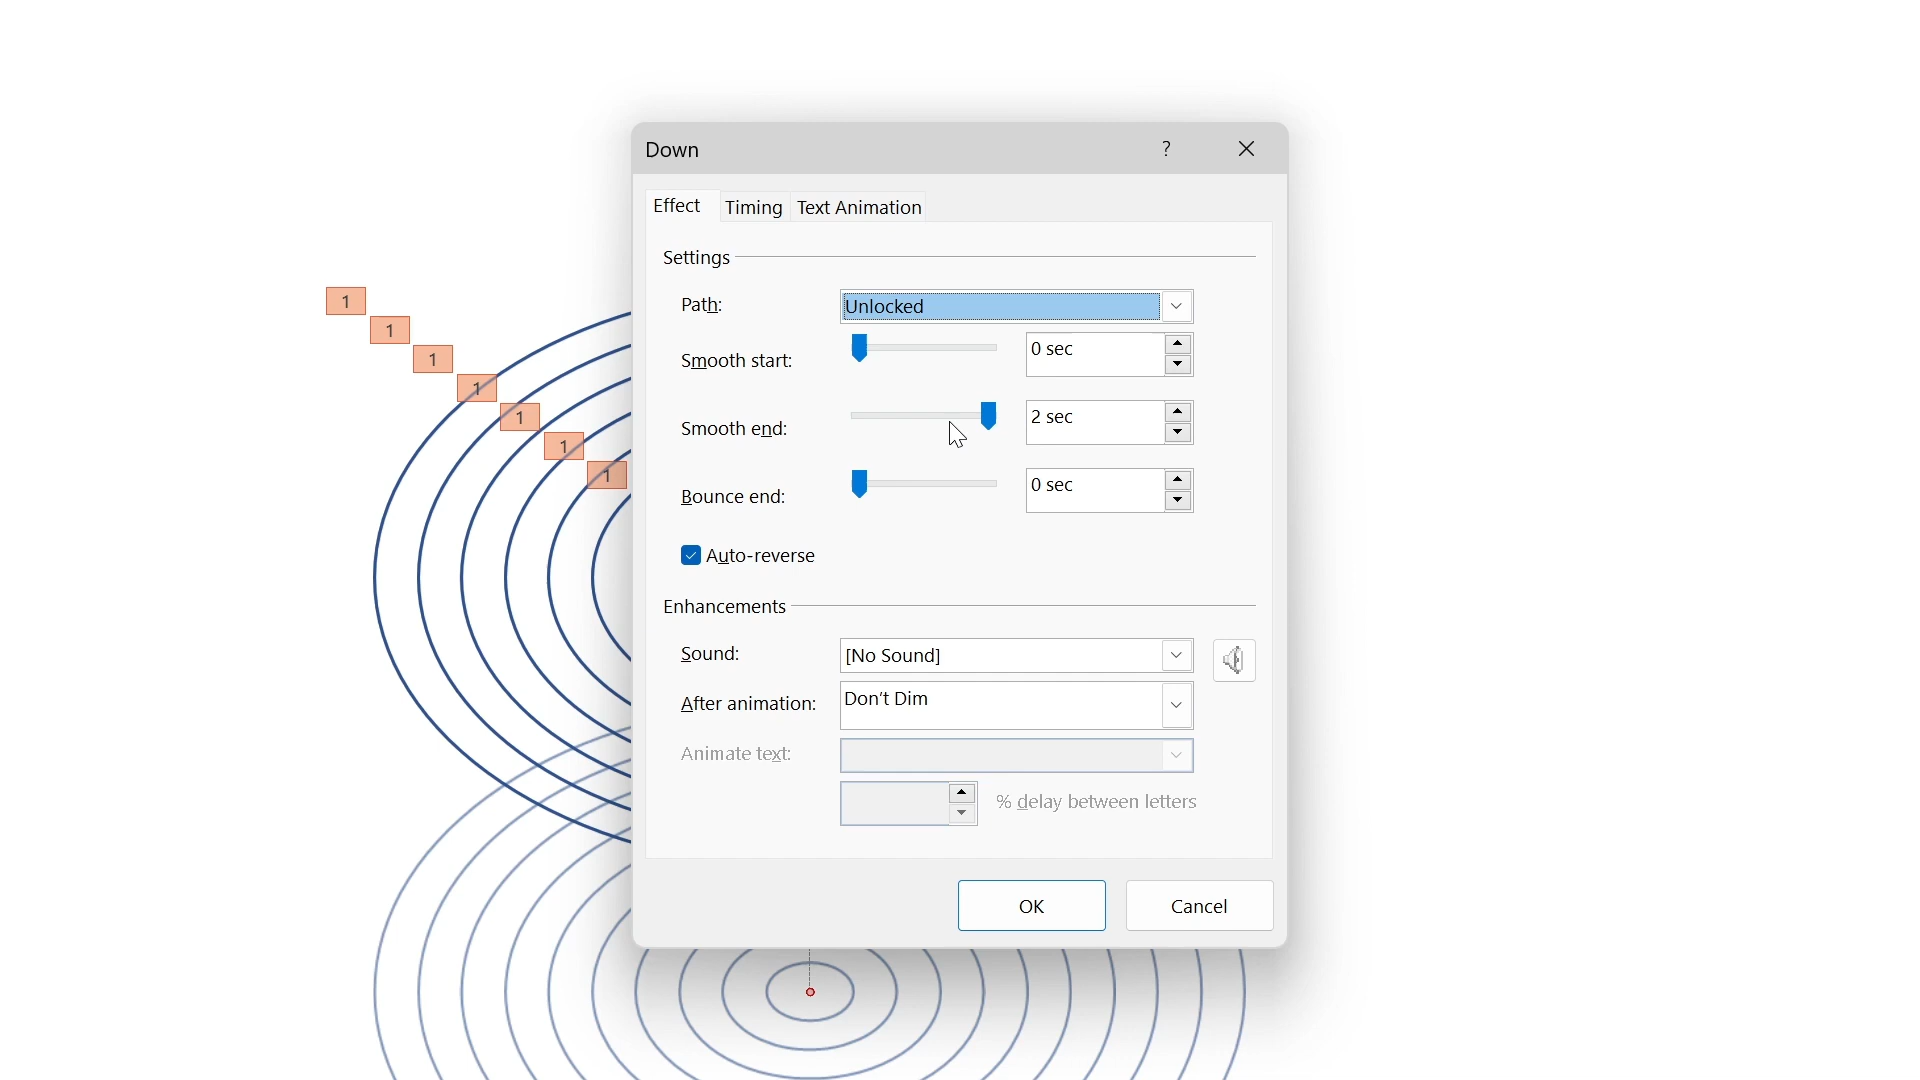 Down
?
Effect Timing Text Animation
Settings
Path: Unlocked
Smooth start: 0 sec
Smooth end: 2 sec
Bounce end: 0 sec
Auto-reverse
Enhancements
Sound: [No Sound]
After animation: Don't Dim
Animate text:
% delay between letters
OK Cancel
1
1
1
1
1
1
1